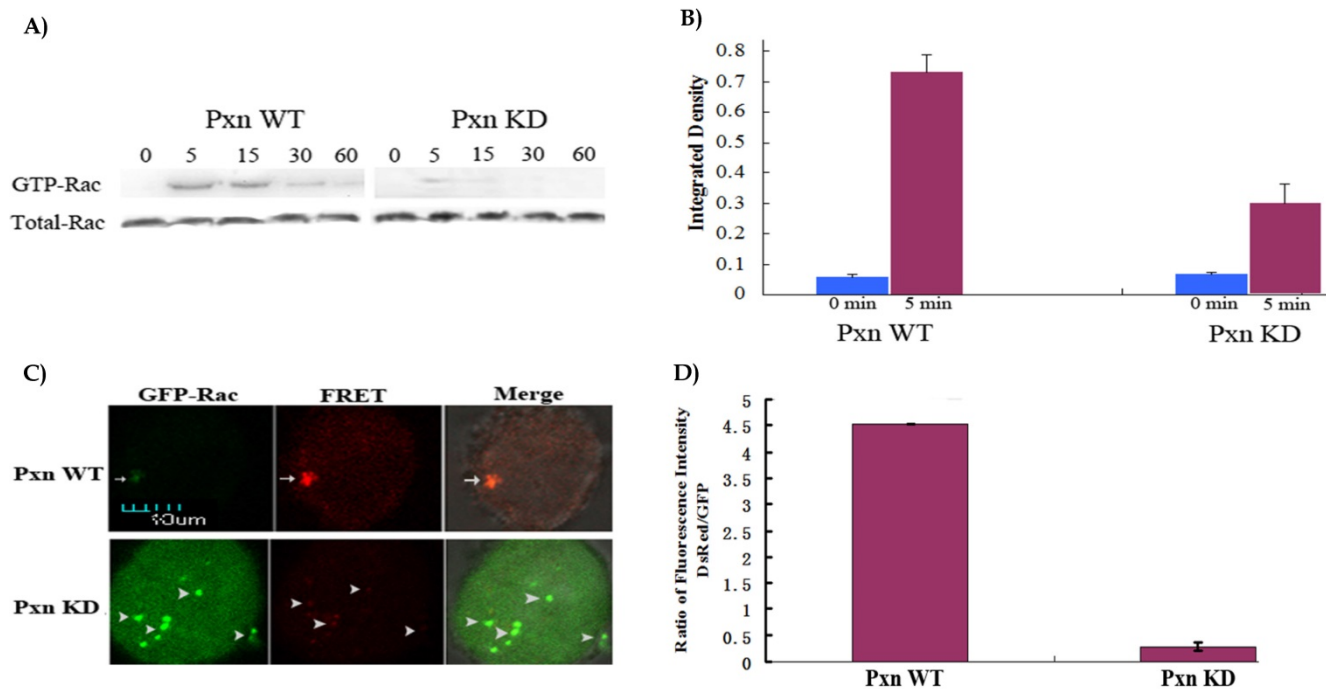 A)
Pxn WT Pxn KD
0 5 15 30 60 0 5 15 30 60
GTP-Rac
Total-Rac
B)
Integrated Density
0.8
0.7
0.6
0.5
0.4
0.3
0.2
0.1
0
0 min 5 min 0 min 5 min
Pxn WT Pxn KD
C)
GFP-Rac FRET Merge
Pxn WT
10um
Pxn KD
D)
Ratio of Fluorescence Intensity
DsRed/GFP
5
4.5
4
3.5
3
2.5
2
1.5
1
0.5
0
Pxn WT Pxn KD